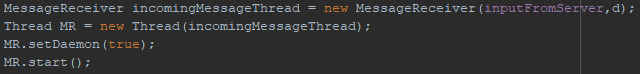 MessageReceiver incomingMessageThread = new MessageReceiver(inputFromServer,d);
Thread MR = new Thread(incomingMessageThread);
MR.setDaemon(true);
MR.start();